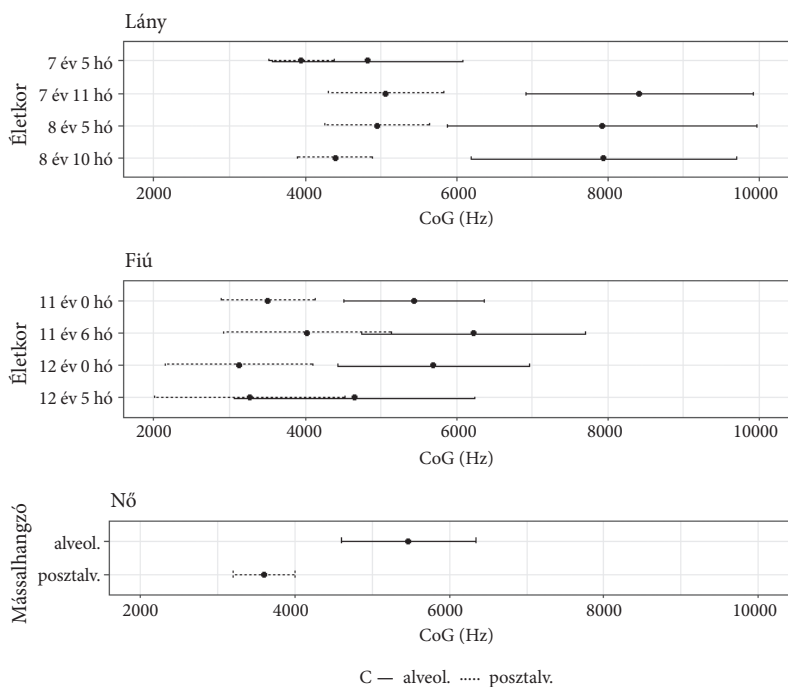 Lány
Életkor
7 év 5 hó
7 év 11 hó
8 év 5 hó
8 év 10 hó
2000 4000 6000 8000 10000
CoG (Hz)
Fiú
Életkor
11 év 0 hó
11 év 6 hó
12 év 0 hó
12 év 5 hó
2000 4000 6000 8000 10000
CoG (Hz)
Nő
Mássalhangzó
alveol.
posztalv.
2000 4000 6000 8000 10000
CoG (Hz)
C — alveol. ····· posztalv.